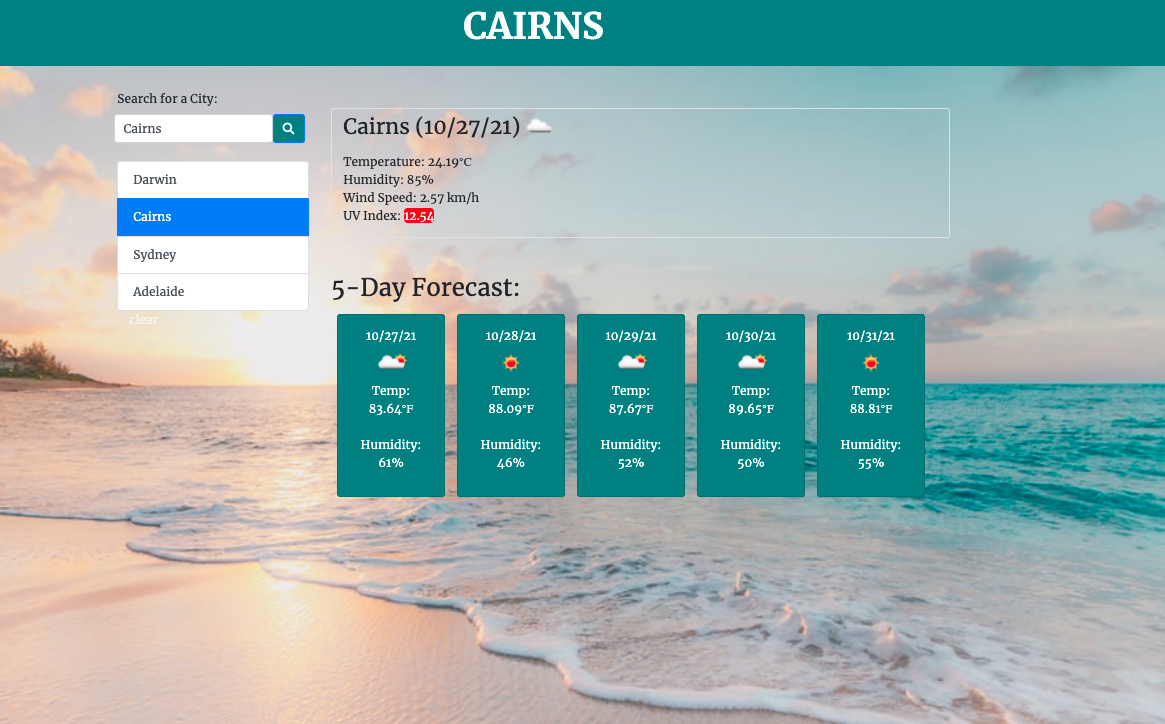 CAIRNS
Search for a City:
Cairns
Darwin
Cairns
Sydney
Adelaide
clear
Cairns (10/27/21)
Temperature: 24.19°C
Humidity: 85%
Wind Speed: 2.57 km/h
UV Index: 12.54
5-Day Forecast:
10/27/21
Temp:
83.64°F
Humidity:
61%
10/28/21
Temp:
88.09°F
Humidity:
46%
10/29/21
Temp:
87.67°F
Humidity:
52%
10/30/21
Temp:
89.65°F
Humidity:
50%
10/31/21
Temp:
88.81°F
Humidity:
55%